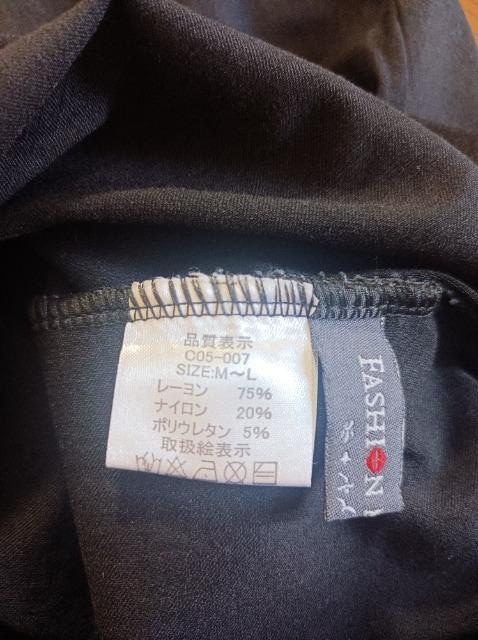 品質表示
C05-007
SIZE:M～L
レーヨン 75%
ナイロン 20%
ポリウレタン 5%
取扱絵表示
FASHION